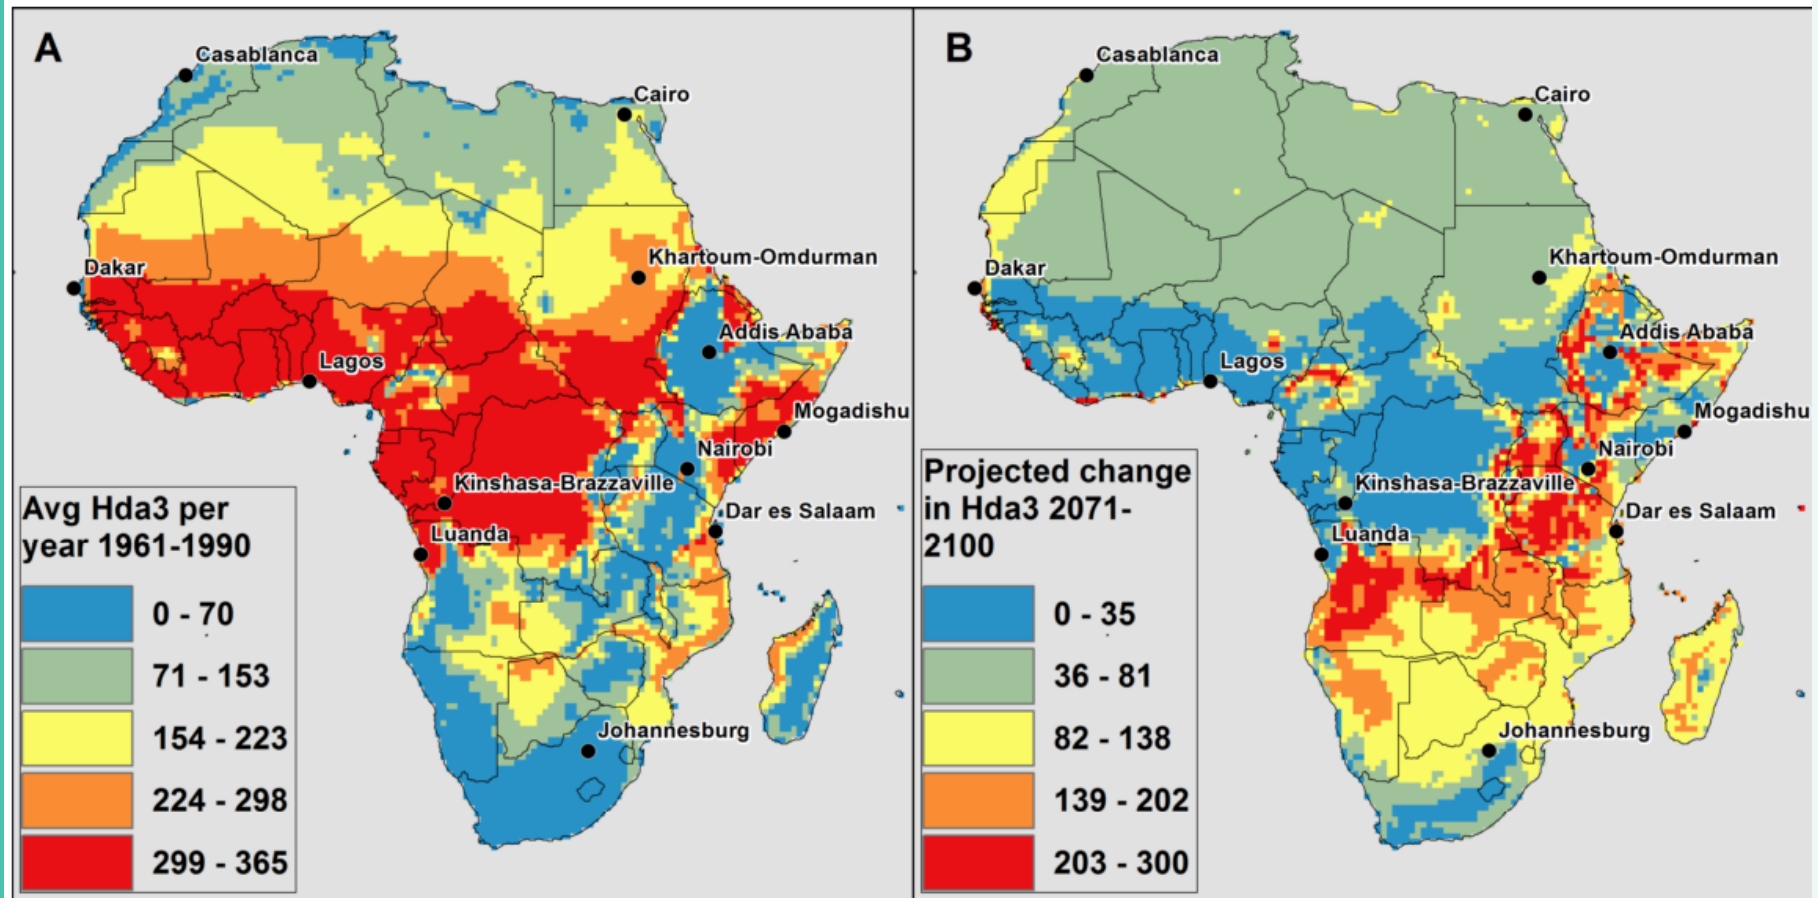 A
Casablanca
Cairo
Dakar
Khartoum-Omdurman
Addis Ababa
Lagos
Mogadishu
Nairobi
Kinshasa-Brazzaville
Dar es Salaam
Luanda
Johannesburg
Avg Hda3 per
year 1961-1990
0 - 70
71 - 153
154 - 223
224 - 298
299 - 365
B
Casablanca
Cairo
Dakar
Khartoum-Omdurman
Addis Ababa
Lagos
Mogadishu
Nairobi
Kinshasa-Brazzaville
Dar es Salaam
Luanda
Johannesburg
Projected change
in Hda3 2071-
2100
0 - 35
36 - 81
82 - 138
139 - 202
203 - 300